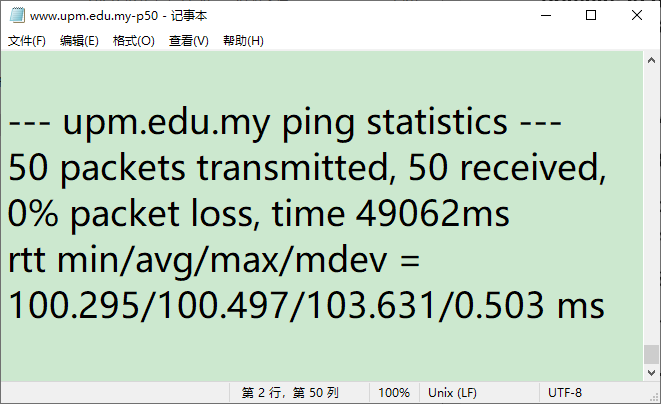 www.upm.edu.my-p50 - 记事本
文件(F) 编辑(E) 格式(O) 查看(V) 帮助(H)
--- upm.edu.my ping statistics ---
50 packets transmitted, 50 received,
0% packet loss, time 49062ms
rtt min/avg/max/mdev =
100.295/100.497/103.631/0.503 ms
第 2 行，第 50 列 100% Unix (LF) UTF-8